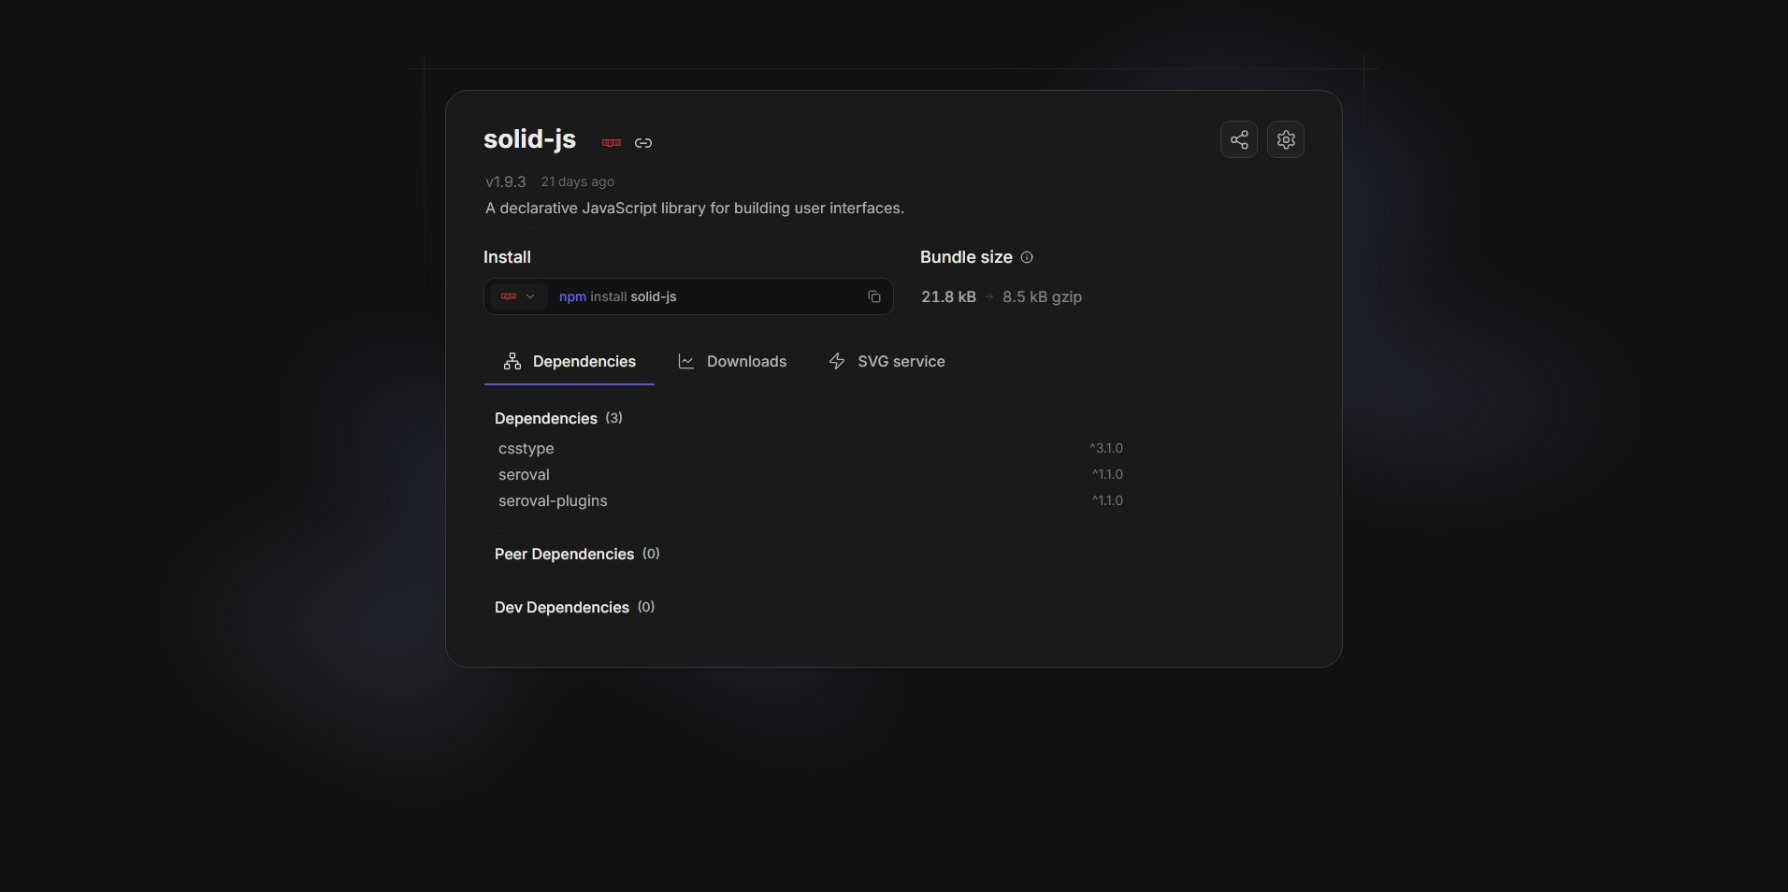 solid-js
v1.9.3 21 days ago
A declarative JavaScript library for building user interfaces.
Install
npm install solid-js
Bundle size
21.8 kB → 8.5 kB gzip
Dependencies Downloads SVG service
Dependencies (3)
csstype ^3.1.0
seroval ^1.1.0
seroval-plugins ^1.1.0
Peer Dependencies (0)
Dev Dependencies (0)